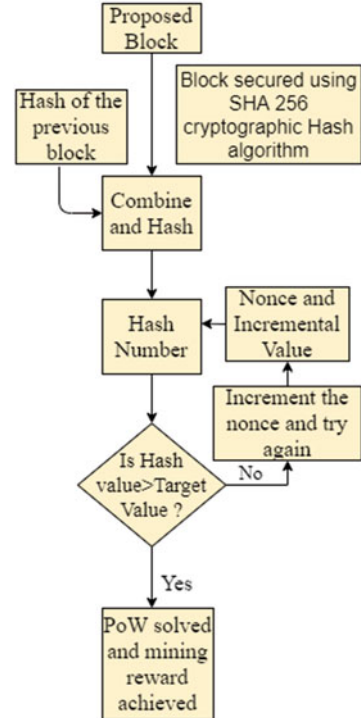 Proposed
Block
Block secured using
SHA 256
cryptographic Hash
algorithm
Hash of the
previous
block
Combine
and Hash
Hash
Number
Nonce and
Incremental
Value
Increment the
nonce and try
again
Is Hash
value>Target
Value ?
No
Yes
PoW solved
and mining
reward
achieved